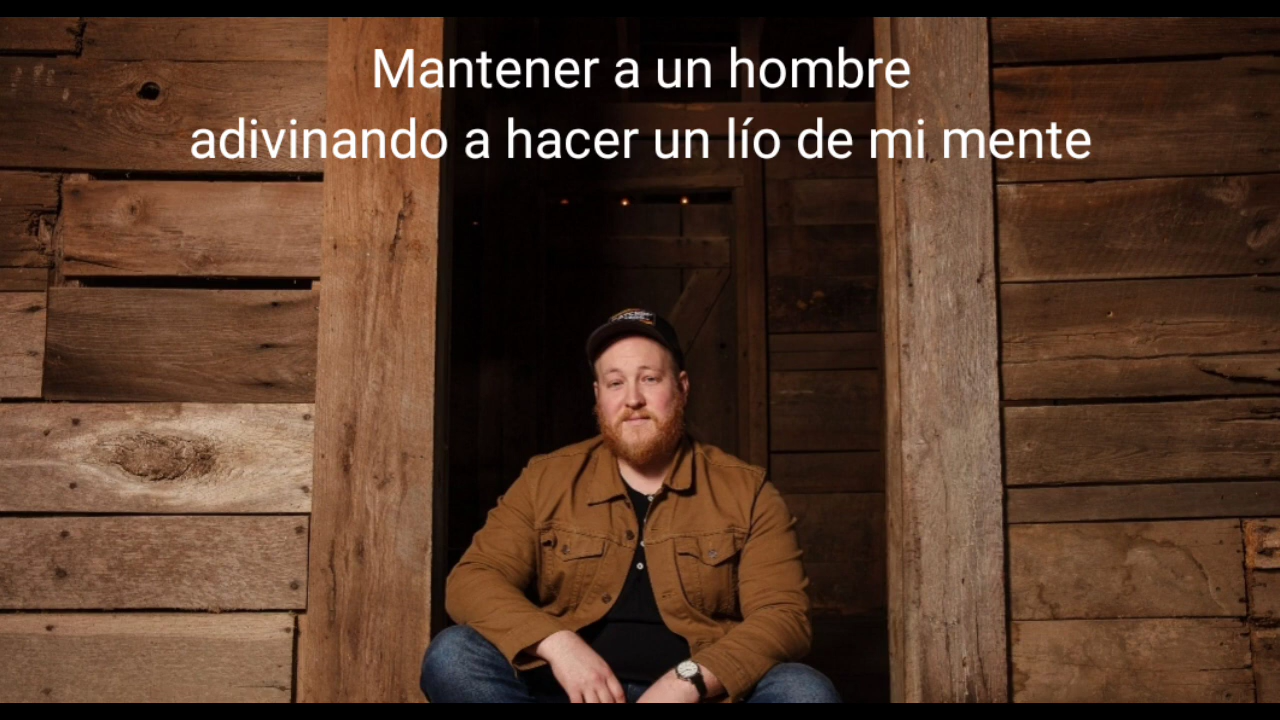 Mantener a un hombre
adivinando a hacer un lío de mi mente